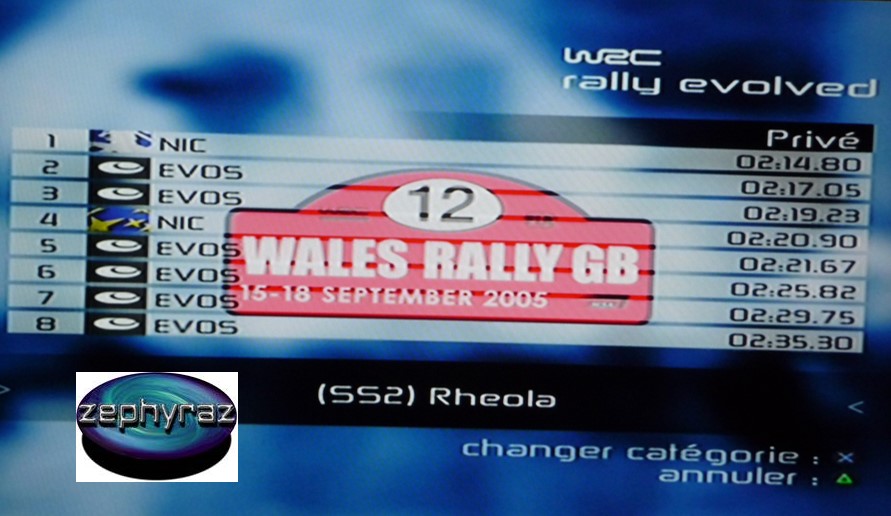 WRC
rally evolved
Privé
1 NIC 02:14.80
2 EVOS 02:17.05
3 EVOS 02:19.23
4 NIC 02:20.90
5 EVOS 02:21.67
6 EVOS 02:25.82
7 EVOS 02:29.75
8 EVOS 02:35.30
12
WALES RALLY GB
15-18 SEPTEMBER 2005
(SS2) Rheola
zephyraz
changer catégorie :
annuler :